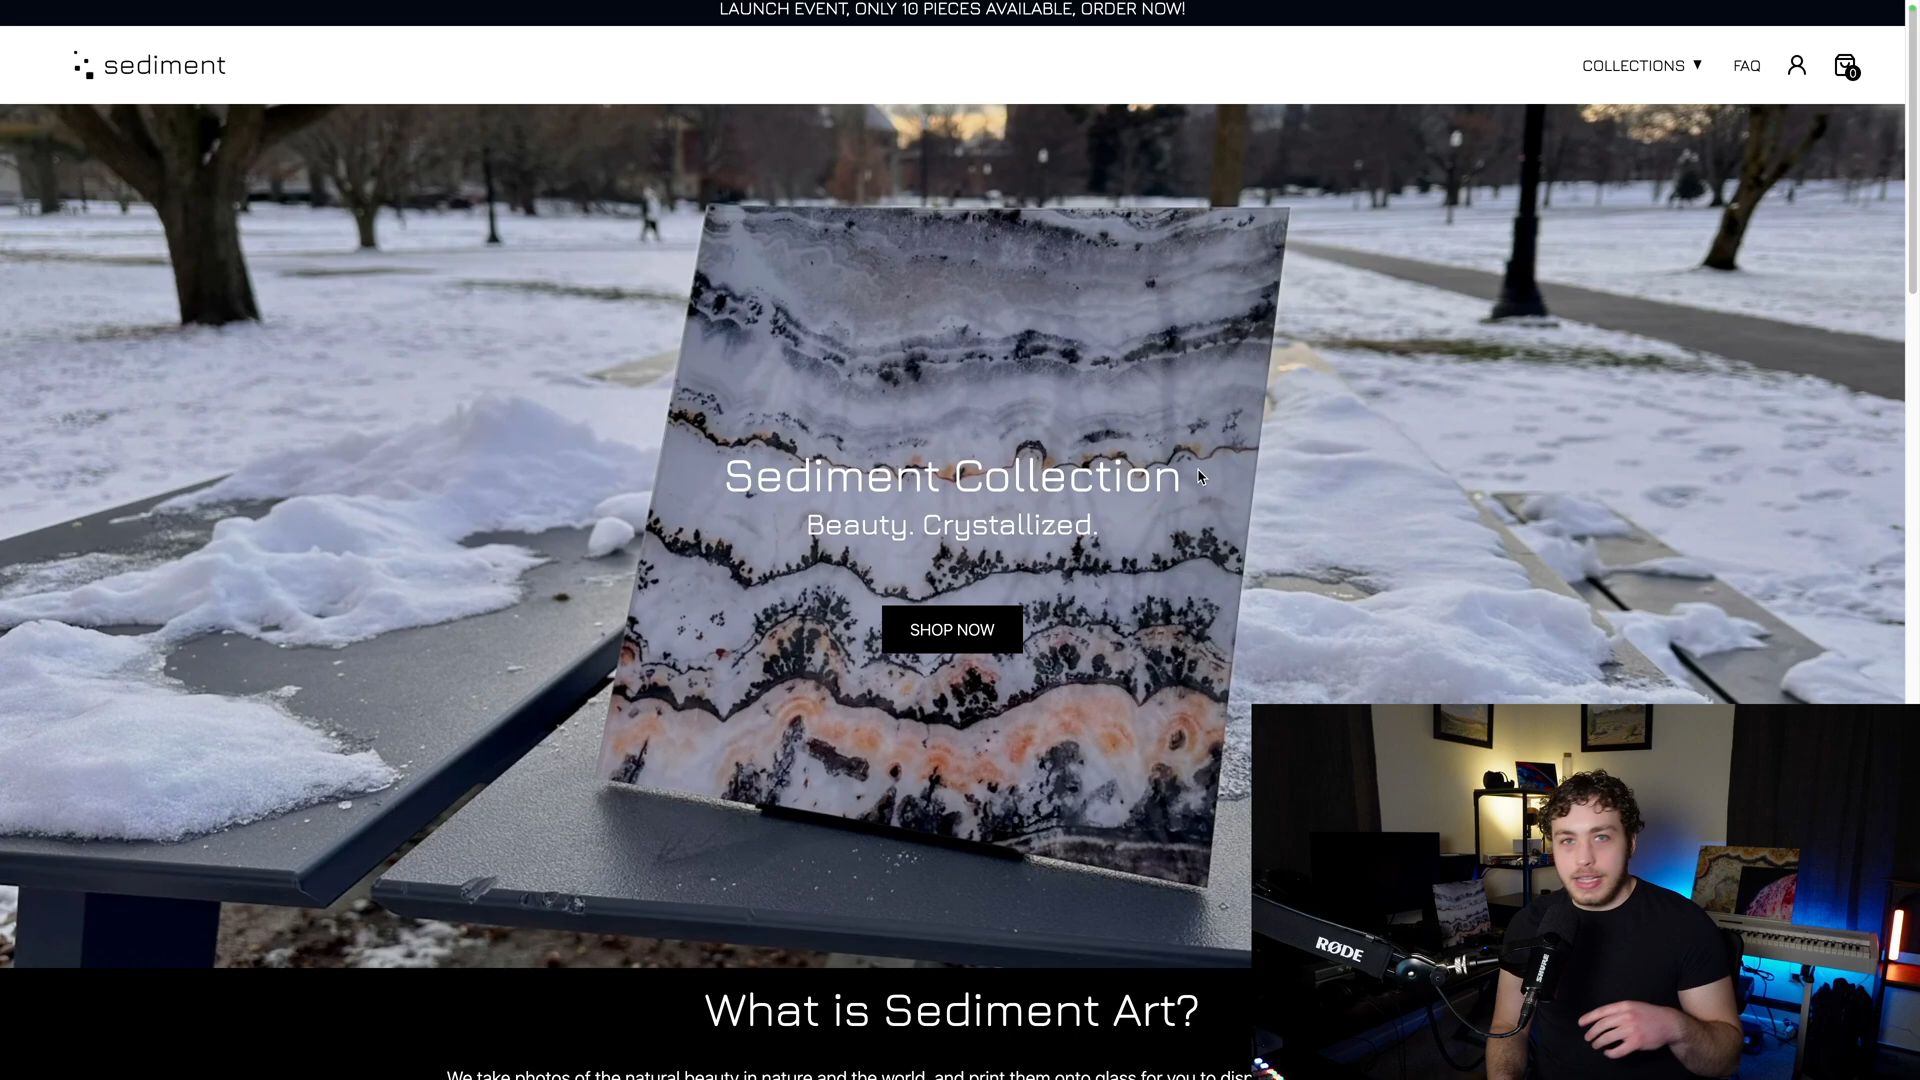 LAUNCH EVENT, ONLY 10 PIECES AVAILABLE, ORDER NOW!
sediment
COLLECTIONS ▼
FAQ
0
Sediment Collection
Beauty. Crystallized.
SHOP NOW
RØDE
SHURE
What is Sediment Art?
We take photos of the natural beauty in nature and the world, and print them onto glass for you to